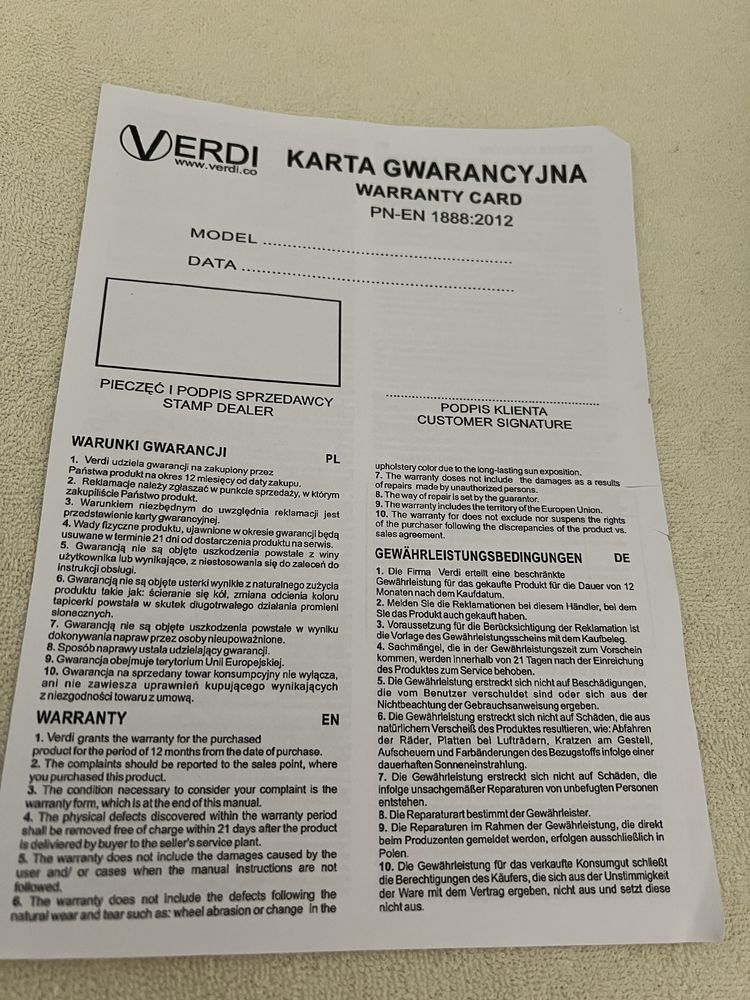 VERDI
www.verdi.co
KARTA GWARANCYJNA
WARRANTY CARD
PN-EN 1888:2012
MODEL
DATA
PIECZĘĆ I PODPIS SPRZEDAWCY
STAMP DEALER
PODPIS KLIENTA
CUSTOMER SIGNATURE
WARUNKI GWARANCJI PL
1. Verdi udziela gwarancji na zakupiony przez
Państwa produkt na okres 12 miesięcy od daty zakupu.
2. Reklamacje należy zgłaszać w punkcie sprzedaży, w którym
zakupiliście Państwo produkt.
3. Warunkiem niezbędnym do uwzględnia reklamacji jest
przedstawienie karty gwarancyjnej.
4. Wady fizyczne produktu, ujawnione w okresie gwarancji będą
usuwane w terminie 21 dni od dostarczenia produktu na serwis.
5. Gwarancją nie są objęte uszkodzenia powstałe z winy
użytkownika lub wynikające, z niestosowania się do zaleceń do
instrukcji obsługi.
6. Gwarancją nie są objęte usterki wynikłe z naturalnego zużycia
produktu takie jak: ścieranie się kół, zmiana odcienia koloru
tapicerki powstała w skutek długotrwałego działania promieni
słonecznych.
7. Gwarancją nie są objęte uszkodzenia powstałe w wyniku
dokonywania napraw przez osoby nieupoważnione.
8. Sposób naprawy ustala udzielający gwarancji.
9. Gwarancja obejmuje terytorium Unii Europejskiej.
10. Gwarancja na sprzedany towar konsumpcyjny nie wyłącza,
ani nie zawiesza uprawnień kupującego wynikających
z niezgodności towaru z umową.
WARRANTY EN
1. Verdi grants the warranty for the purchased
product for the period of 12 months from the date of purchase.
2. The complaints should be reported to the sales point, where
you purchased this product.
3. The condition necessary to consider your complaint is the
warranty form, which is at the end of this manual.
4. The physical defects discovered within the warranty period
shall be removed free of charge within 21 days after the product
is deliviered by buyer to the seller's service plant.
5. The warranty does not include the damages caused by the
user and/ or cases when the manual instructions are not
followed.
6. The warranty does not include the defects following the
natural wear and tear such as: wheel abrasion or change in the
upholstery color due to the long-lasting sun exposition.
7. The warranty doses not include the damages as a results
of repairs made by unauthorized persons.
8. The way of repair is set by the guarantor.
9. The warranty includes the territory of the Europen Union.
10. The warranty for does not exclude nor suspens the rights
of the purchaser following the discrepancies of the product vs.
sales agreement.
GEWÄHRLEISTUNGSBEDINGUNGEN DE
1. Die Firma Verdi erteilt eine beschränkte
Gewährleistung für das gekaufte Produkt für die Dauer von 12
Monaten nach dem Kaufdatum.
2. Melden Sie die Reklamationen bei diesem Händler, bei dem
Sie das Produkt auch gekauft haben.
3. Voraussetzung für die Berücksichtigung der Reklamation ist
die Vorlage des Gewährleistungsscheins mit dem Kaufbeleg.
4. Sachmängel, die in der Gewährleistungszeit zum Vorschein
kommen, werden innerhalb von 21 Tagen nach der Einreichung
des Produktes zum Service behoben.
5. Die Gewährleistung erstreckt sich nicht auf Beschädigungen,
die vom Benutzer verschuldet sind oder sich aus der
Nichtbeachtung der Gebrauchsanweisung ergeben.
6. Die Gewährleistung erstreckt sich nicht auf Schäden, die aus
natürlichem Verscheiß des Produktes resultieren, wie: Abfahren
der Räder, Platten bei Lufträdern, Kratzen am Gestell,
Aufscheuern und Farbänderungen des Bezugstoffs infolge einer
dauerhaften Sonneneinstrahlung.
7. Die Gewährleistung erstreckt sich nicht auf Schäden, die
infolge unsachgemäßer Reparaturen von unbefugten Personen
entstehen.
8. Die Reparaturart bestimmt der Gewährleister.
9. Die Reparaturen im Rahmen der Gewährleistung, die direkt
beim Produzenten gemeldet werden, erfolgen ausschließlich in
Polen.
10. Die Gewährleistung für das verkaufte Konsumgut schließt
die Berechtigungen des Käufers, die sich aus der Unstimmigkeit
der Ware mit dem Vertrag ergeben, nicht aus und setzt diese
nicht aus.